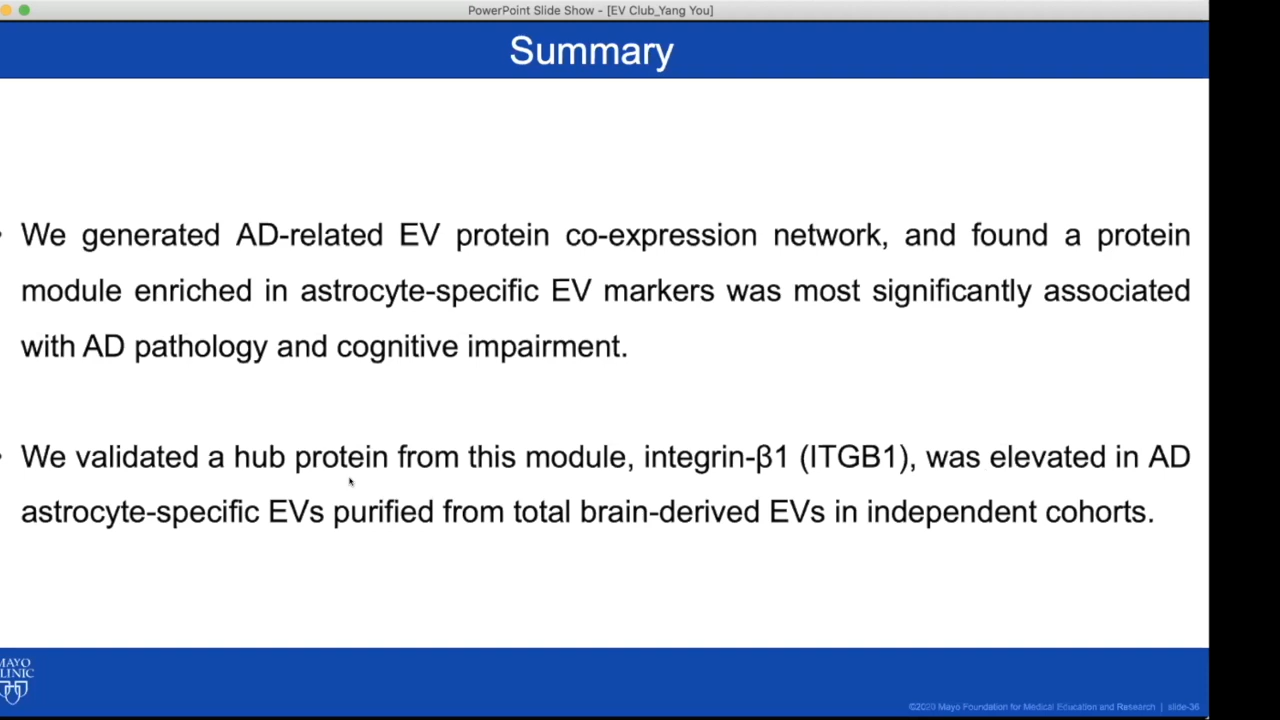 PowerPoint Slide Show - [EV Club_Yang You]
Summary
We generated AD-related EV protein co-expression network, and found a protein
module enriched in astrocyte-specific EV markers was most significantly associated
with AD pathology and cognitive impairment.
We validated a hub protein from this module, integrin-β1 (ITGB1), was elevated in AD
astrocyte-specific EVs purified from total brain-derived EVs in independent cohorts.
MAYO
LINIC
©2020 Mayo Foundation for Medical Education and Research | slide-36